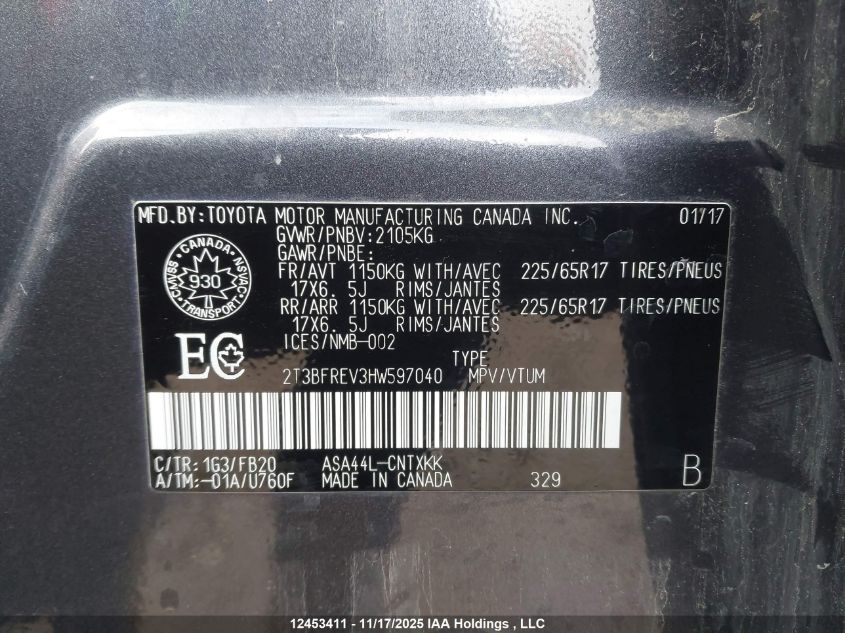 MFD.BY:TOYOTA MOTOR MANUFACTURING CANADA INC. 01/17
GVWR/PNBV:2105KG
GAWR/PNBE:
FR/AVT 1150KG WITH/AVEC 225/65R17 TIRES/PNEUS
17X6.5J RIMS/JANTES
RR/ARR 1150KG WITH/AVEC 225/65R17 TIRES/PNEUS
17X6.5J RIMS/JANTES
ICES/NMB-002
CANADA
CMVSS 930 NSVAC
TRANSPORT
EC
TYPE
2T3BFREV3HW597040 MPV/VTUM
C/TR: 1G3/FB20 ASA44L-CNTXKK
A/TM:-01A/U760F MADE IN CANADA 329 B
12453411 - 11/17/2025 IAA Holdings , LLC